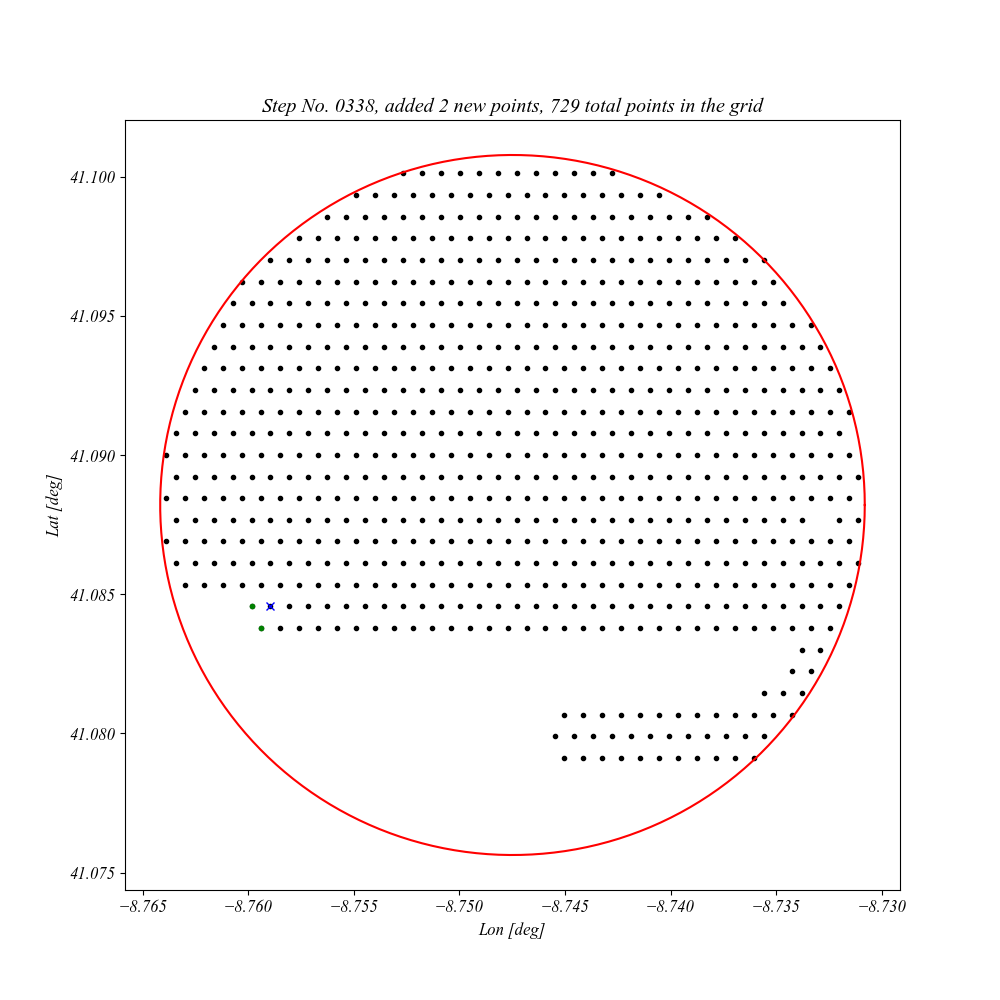 Step No. 0338, added 2 new points, 729 total points in the grid
41.100
41.095
41.090
41.085
41.080
41.075
Lat [deg]
−8.765 −8.760 −8.755 −8.750 −8.745 −8.740 −8.735 −8.730
Lon [deg]